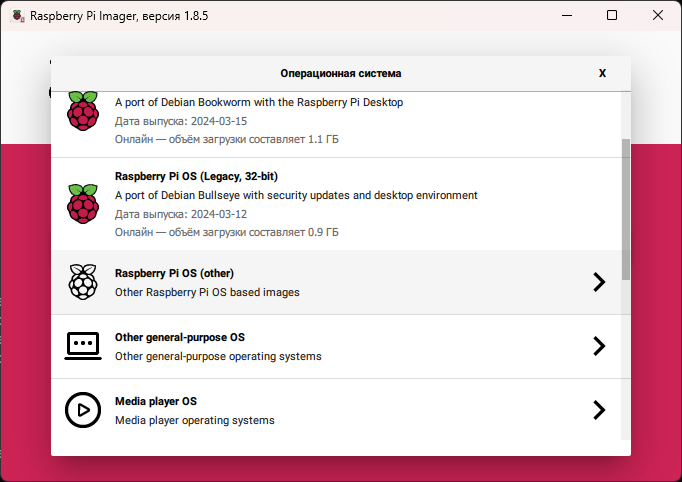 Raspberry Pi Imager, версия 1.8.5
Операционная система
X
A port of Debian Bookworm with the Raspberry Pi Desktop
Дата выпуска: 2024-03-15
Онлайн — объём загрузки составляет 1.1 ГБ
Raspberry Pi OS (Legacy, 32-bit)
A port of Debian Bullseye with security updates and desktop environment
Дата выпуска: 2024-03-12
Онлайн — объём загрузки составляет 0.9 ГБ
Raspberry Pi OS (other)
Other Raspberry Pi OS based images
Other general-purpose OS
Other general-purpose operating systems
Media player OS
Media player operating systems